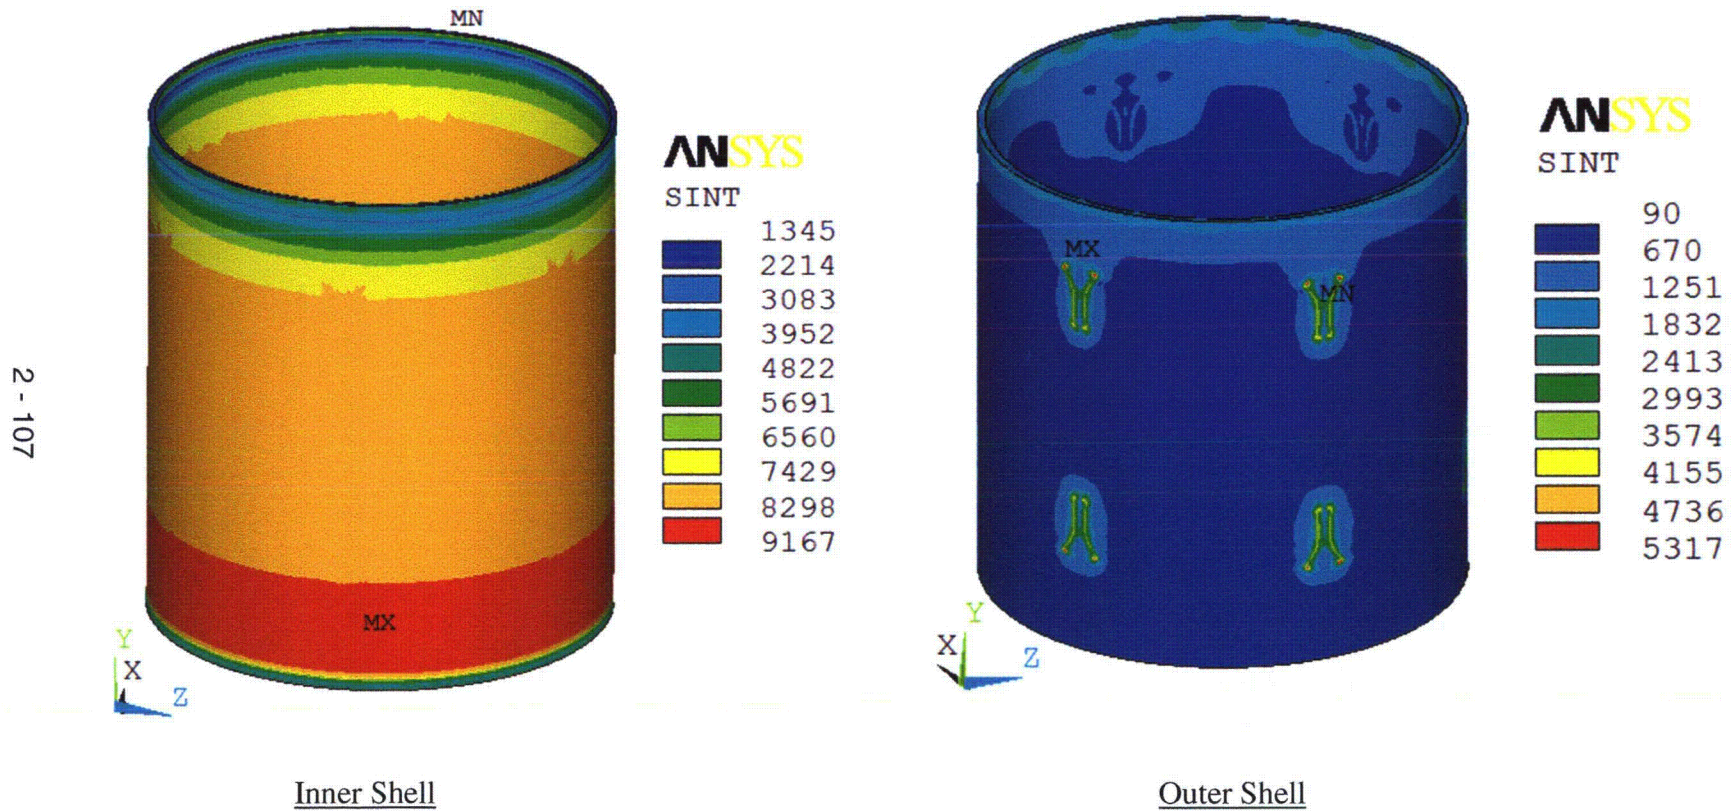 MN
ANSYS
SINT
1345
2214
3083
3952
4822
5691
6560
7429
8298
9167
MX
Y
X
Z
Inner Shell
ANSYS
SINT
90
670
1251
1832
2413
2993
3574
4155
4736
5317
MX
MN
Y
X
Z
Outer Shell
2 - 107